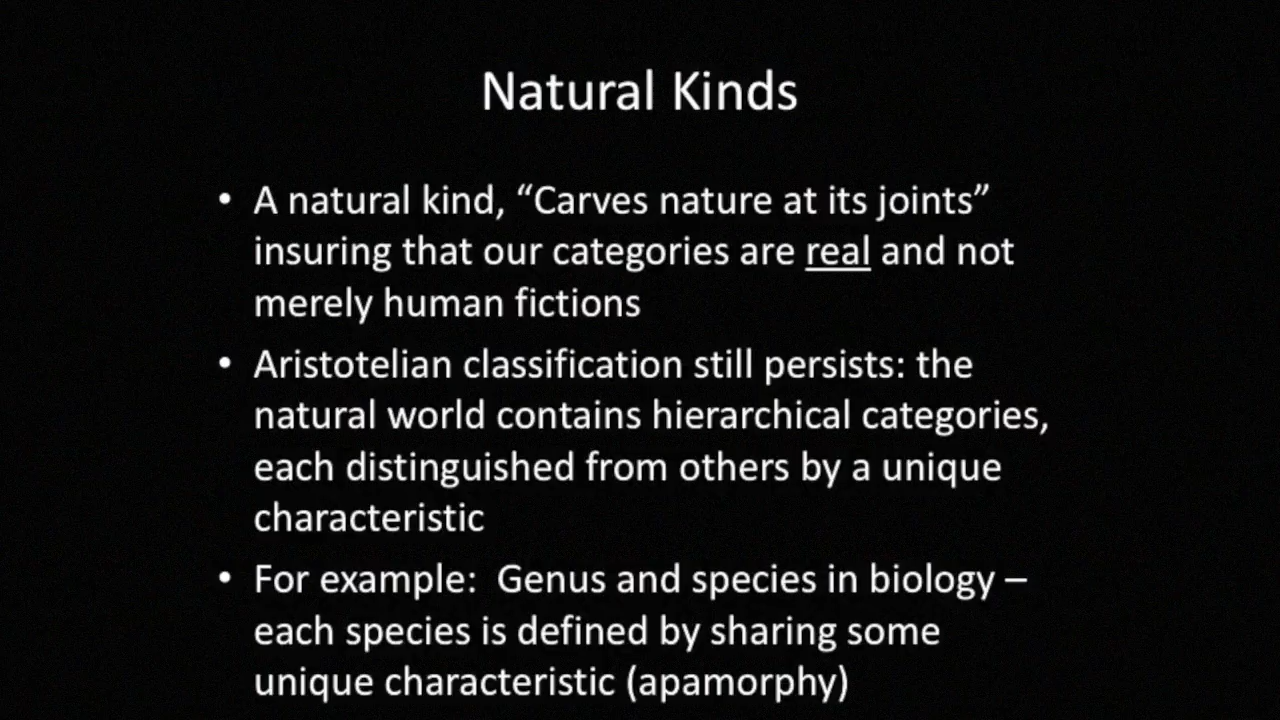 Natural Kinds
• A natural kind, “Carves nature at its joints”
insuring that our categories are real and not
merely human fictions
• Aristotelian classification still persists: the
natural world contains hierarchical categories,
each distinguished from others by a unique
characteristic
• For example:  Genus and species in biology –
each species is defined by sharing some
unique characteristic (apamorphy)